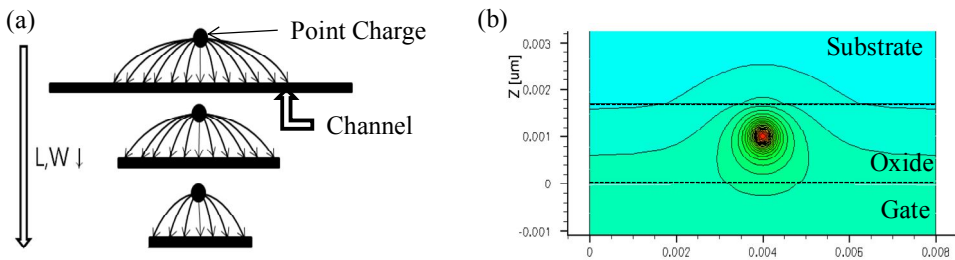 (a)
Point Charge
Channel
L,W ↓
(b)
Z [um]
0.003
0.002
0.001
0
-0.001
Substrate
Oxide
Gate
0
0.002
0.004
0.006
0.008